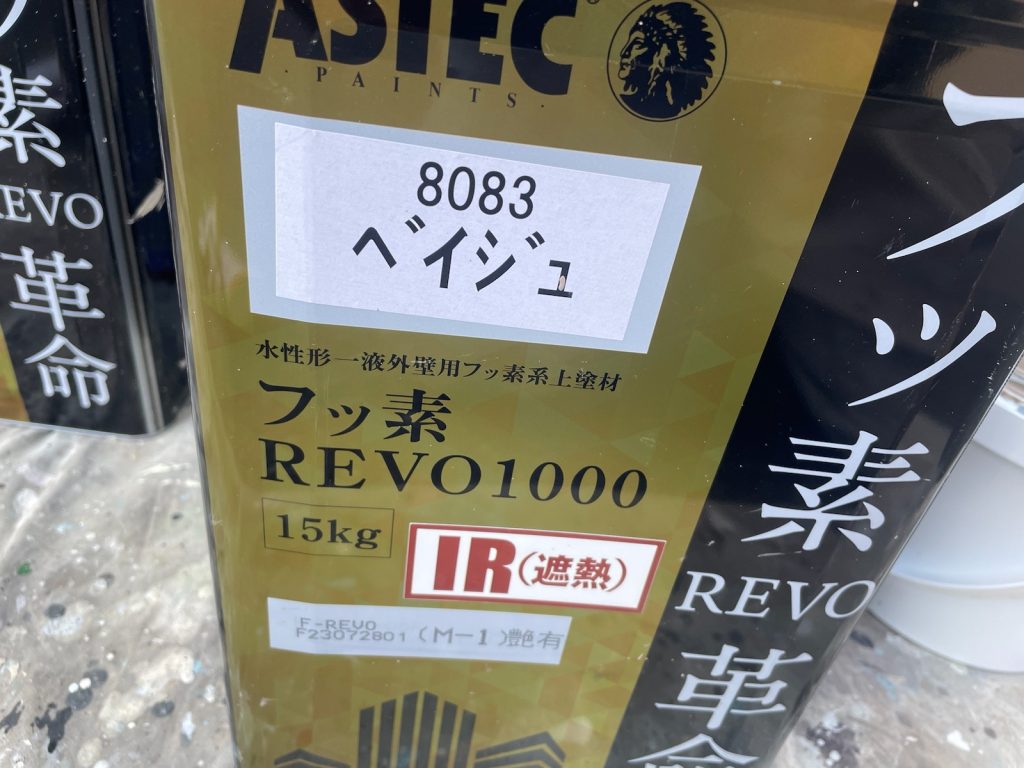 ASTEC
PAINTS
8083
ベイジュ
水性形一液外壁用フッ素系上塗材
フッ素
REVO1000
15kg
IR(遮熱)
F-REVO
F23072801 (M-1)艶有
フッ素
REVO
革命
素
REVO
革命